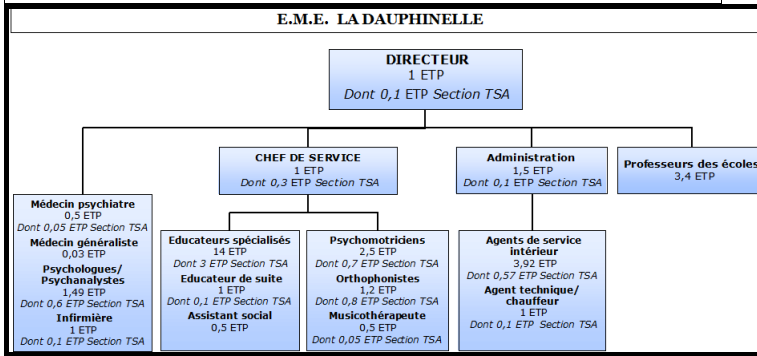 E.M.E. LA DAUPHINELLE
DIRECTEUR
1 ETP
Dont 0,1 ETP Section TSA
CHEF DE SERVICE
1 ETP
Dont 0,3 ETP Section TSA
Administration
1,5 ETP
Dont 0,1 ETP Section TSA
Professeurs des écoles
3,4 ETP
Médecin psychiatre
0,5 ETP
Dont 0,05 ETP Section TSA
Médecin généraliste
0,03 ETP
Psychologues/
Psychanalystes
1,49 ETP
Dont 0,6 ETP Section TSA
Infirmière
1 ETP
Dont 0,1 ETP Section TSA
Educateurs spécialisés
14 ETP
Dont 3 ETP Section TSA
Educateur de suite
1 ETP
Dont 0,1 ETP Section TSA
Assistant social
0,5 ETP
Psychomotriciens
2,5 ETP
Dont 0,7 ETP Section TSA
Orthophonistes
1,2 ETP
Dont 0,8 ETP Section TSA
Musicothérapeute
0,5 ETP
Dont 0,05 ETP Section TSA
Agents de service
intérieur
3,92 ETP
Dont 0,57 ETP Section TSA
Agent technique/
chauffeur
1 ETP
Dont 0,1 ETP Section TSA